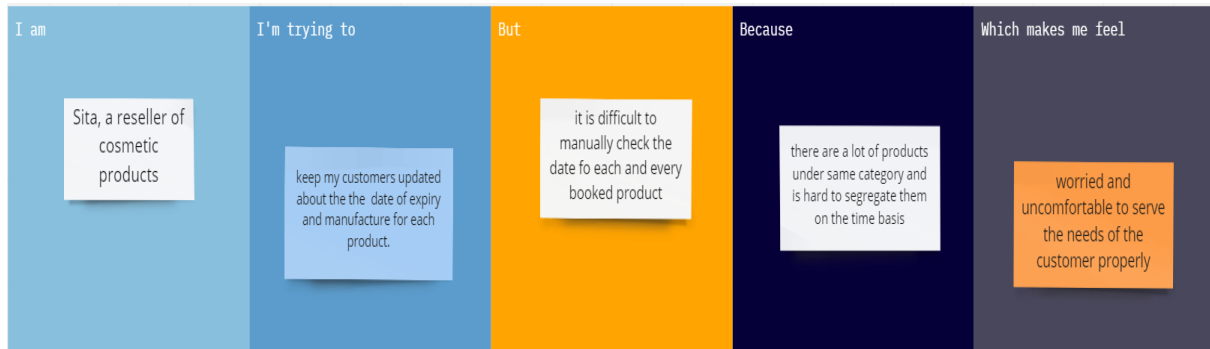 I am
Sita, a reseller of
cosmetic
products
I'm trying to
keep my customers updated
about the the date of expiry
and manufacture for each
product.
But
it is difficult to
manually check the
date fo each and every
booked product
Because
there are a lot of products
under same category and
is hard to segregate them
on the time basis
Which makes me feel
worried and
uncomfortable to serve
the needs of the
customer properly